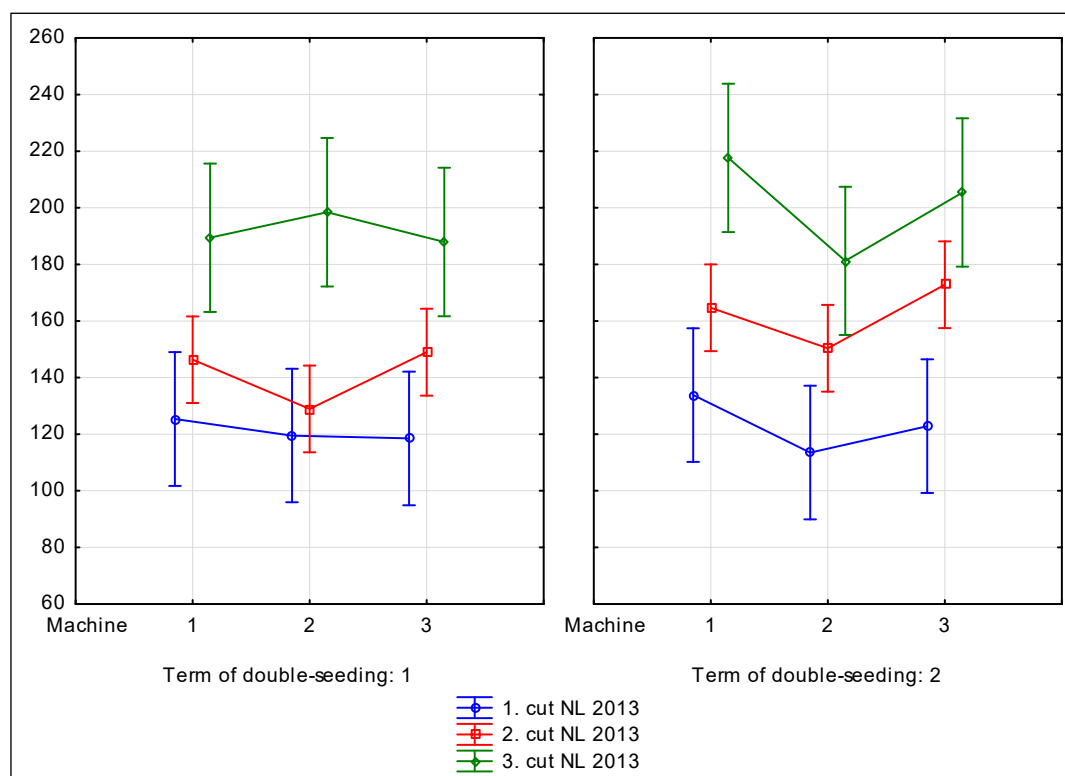 260
240
220
200
180
160
140
120
100
80
60
Machine 1 2 3 Machine 1 2 3
Term of double-seeding: 1 Term of double-seeding: 2
1. cut NL 2013
2. cut NL 2013
3. cut NL 2013